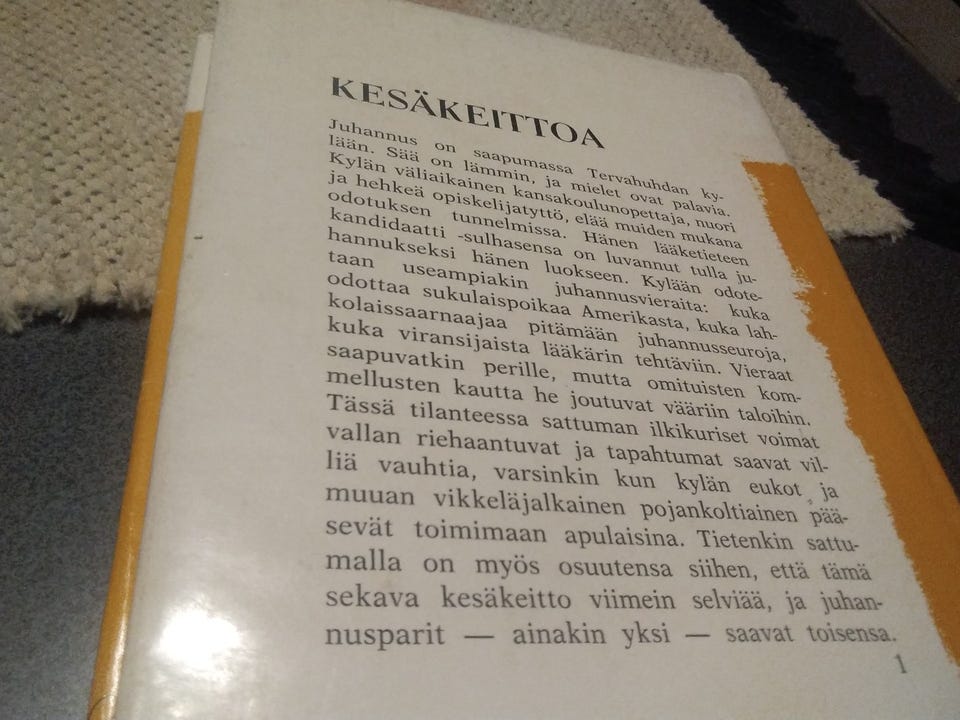 KESÄKEITTOA
Juhannus on saapumassa Tervahuhdan ky-
lään. Sää on lämmin, ja mielet ovat palavia.
Kylän väliaikainen kansakoulunopettaja, nuori
ja hehkeä opiskelijatyttö, elää muiden mukana
odotuksen tunnelmissa. Hänen lääketieteen
kandidaatti -sulhasensa on luvannut tulla ju-
hannukseksi hänen luokseen. Kylään odote-
taan useampiakin juhannusvieraita: kuka
odottaa sukulaispoikaa Amerikasta, kuka lah-
kolaissaarnaajaa pitämään juhannusseuroja,
kuka viransijaista lääkärin tehtäviin. Vieraat
saapuvatkin perille, mutta omituisten kom-
mellusten kautta he joutuvat vääriin taloihin.
Tässä tilanteessa sattuman ilkikuriset voimat
vallan riehaantuvat ja tapahtumat saavat vil-
liä vauhtia, varsinkin kun kylän eukot ja
muuan vikkeläjalkainen pojankoltiainen pää-
sevät toimimaan apulaisina. Tietenkin sattu-
malla on myös osuutensa siihen, että tämä
sekava kesäkeitto viimein selviää, ja juhan-
nusparit — ainakin yksi — saavat toisensa.
1